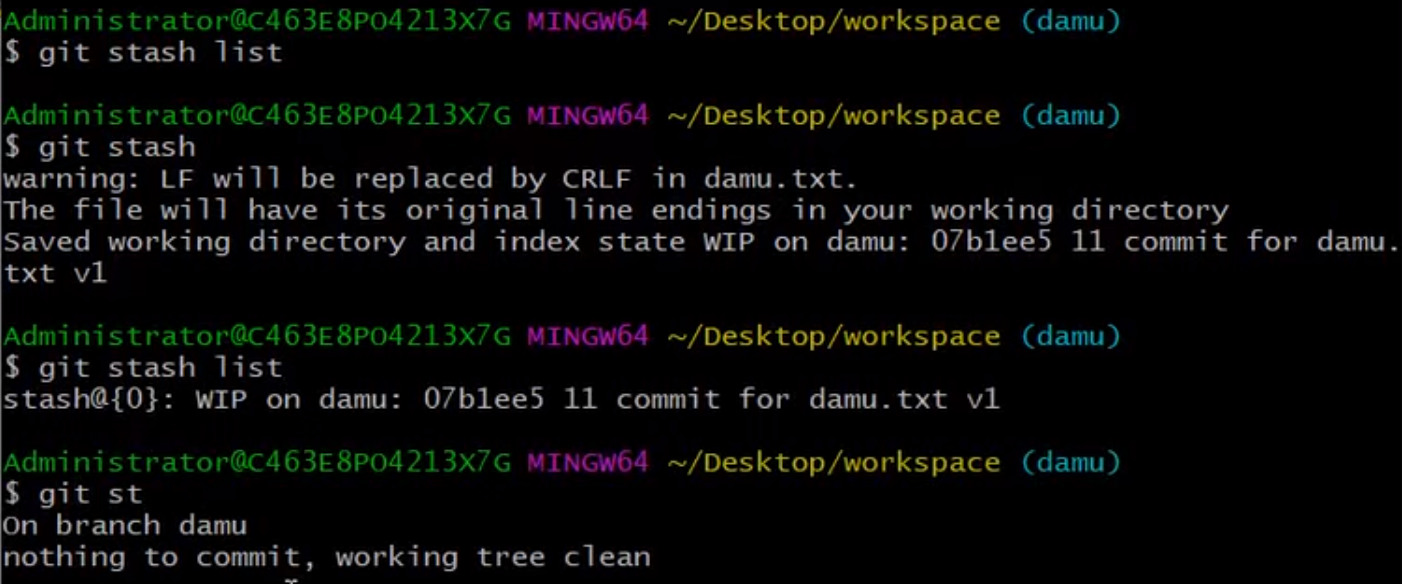 Administrator@C463E8PO4213X7G MINGW64 ~/Desktop/workspace (damu)
$ git stash list
Administrator@C463E8PO4213X7G MINGW64 ~/Desktop/workspace (damu)
$ git stash
warning: LF will be replaced by CRLF in damu.txt.
The file will have its original line endings in your working directory
Saved working directory and index state WIP on damu: 07b1ee5 11 commit for damu.
txt v1
Administrator@C463E8PO4213X7G MINGW64 ~/Desktop/workspace (damu)
$ git stash list
stash@{0}: WIP on damu: 07b1ee5 11 commit for damu.txt v1
Administrator@C463E8PO4213X7G MINGW64 ~/Desktop/workspace (damu)
$ git st
On branch damu
nothing to commit, working tree clean